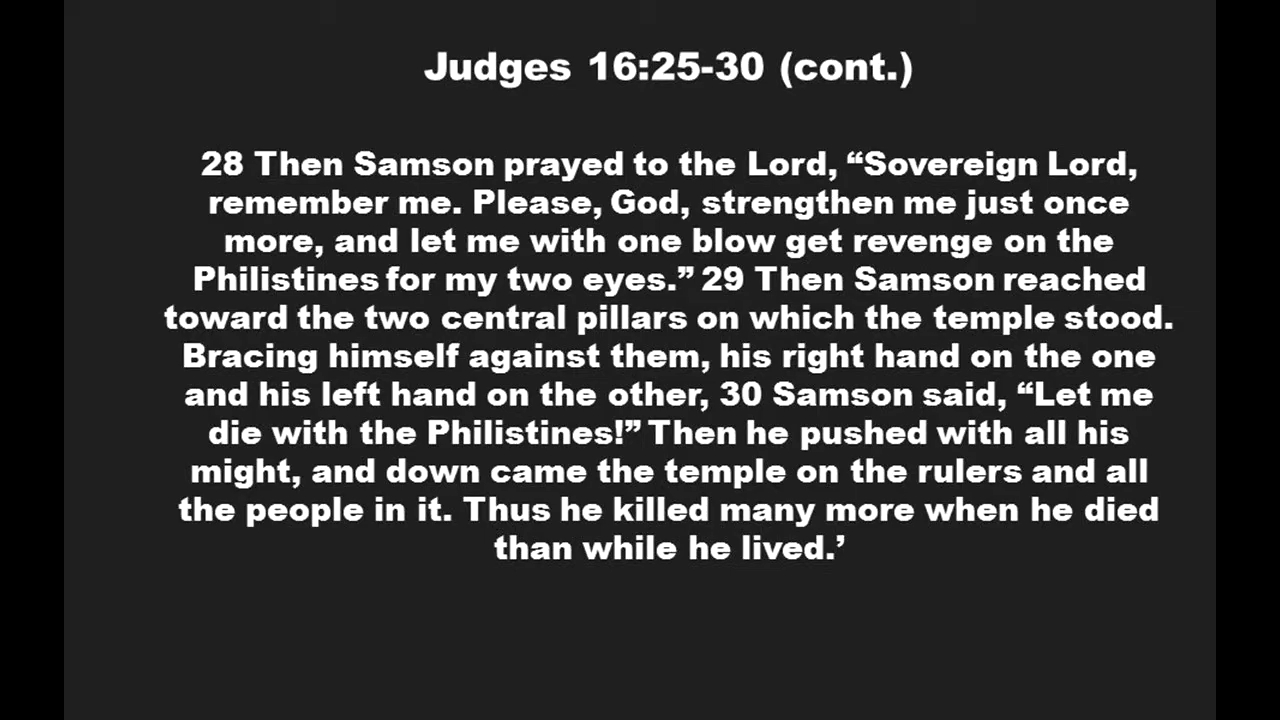 Judges 16:25-30 (cont.)
28 Then Samson prayed to the Lord, “Sovereign Lord,
remember me. Please, God, strengthen me just once
more, and let me with one blow get revenge on the
Philistines for my two eyes.” 29 Then Samson reached
toward the two central pillars on which the temple stood.
Bracing himself against them, his right hand on the one
and his left hand on the other, 30 Samson said, “Let me
die with the Philistines!” Then he pushed with all his
might, and down came the temple on the rulers and all
the people in it. Thus he killed many more when he died
than while he lived.’